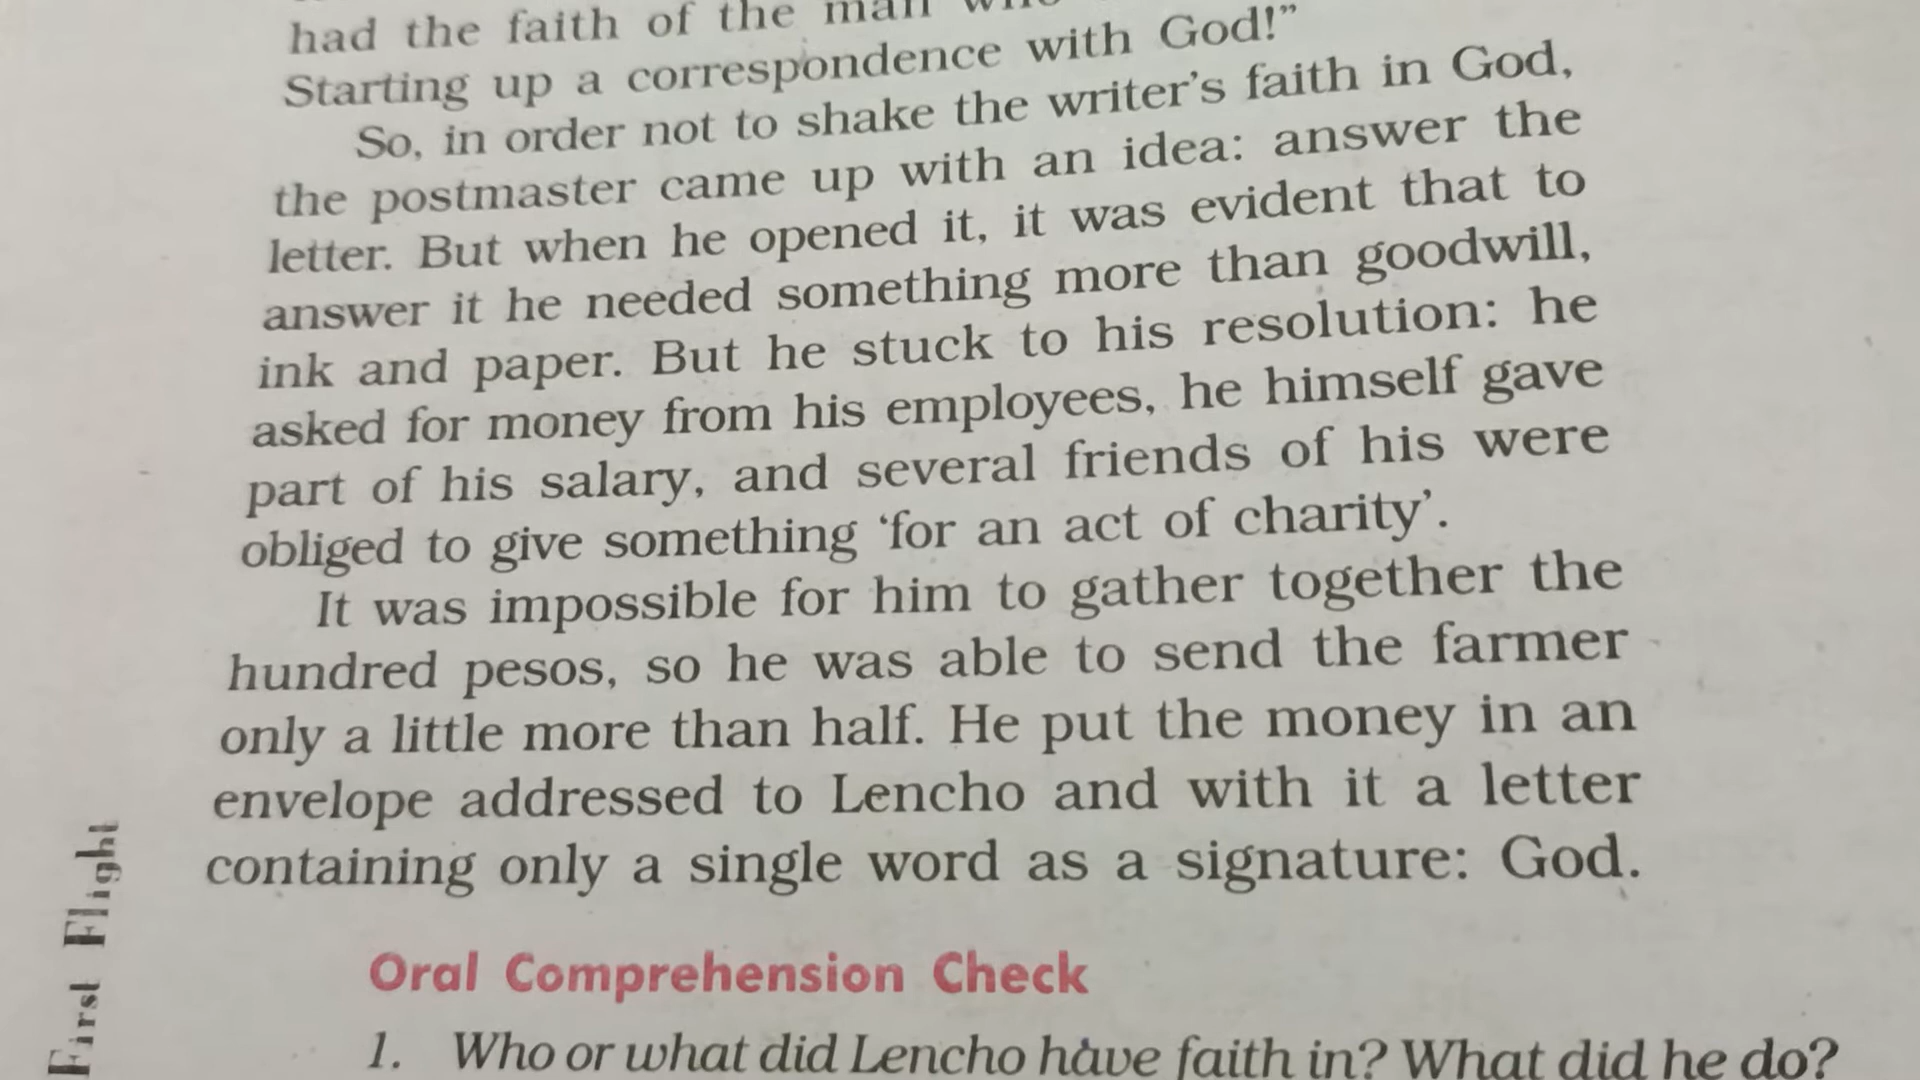 had the faith of the man
Starting up a correspondence with God!”
So, in order not to shake the writer’s faith in God,
the postmaster came up with an idea: answer the
letter. But when he opened it, it was evident that to
answer it he needed something more than goodwill,
ink and paper. But he stuck to his resolution: he
asked for money from his employees, he himself gave
part of his salary, and several friends of his were
obliged to give something ‘for an act of charity’.
It was impossible for him to gather together the
hundred pesos, so he was able to send the farmer
only a little more than half. He put the money in an
envelope addressed to Lencho and with it a letter
containing only a single word as a signature: God.
Oral Comprehension Check
1. Who or what did Lencho have faith in? What did he do?
First Flight